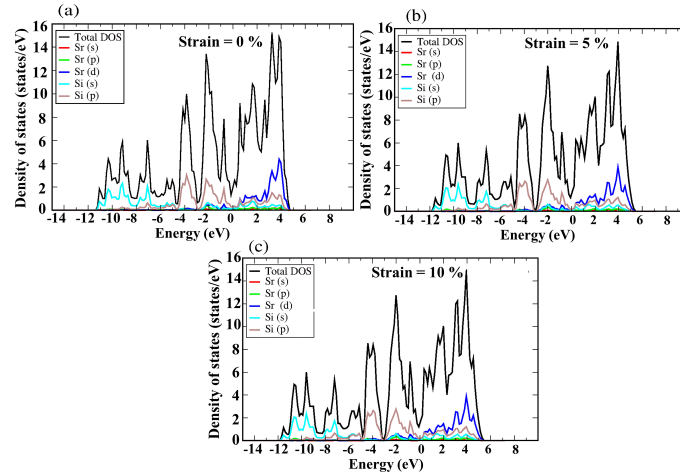 (a)
Strain = 0 %
Total DOS
Sr (s)
Sr (p)
Sr (d)
Si (s)
Si (p)
Density of states (states/eV)
16
14
12
10
8
6
4
2
0
-14 -12 -10 -8 -6 -4 -2 0 2 4 6 8
Energy (eV)
(b)
Strain = 5 %
Total DOS
Sr (s)
Sr (p)
Sr (d)
Si (s)
Si (p)
Density of states (states/eV)
16
14
12
10
8
6
4
2
0
-14 -12 -10 -8 -6 -4 -2 0 2 4 6 8
Energy (eV)
(c)
Strain = 10 %
Total DOS
Sr (s)
Sr (p)
Sr (d)
Si (s)
Si (p)
Density of states (states/eV)
16
14
12
10
8
6
4
2
0
-14 -12 -10 -8 -6 -4 -2 0 2 4 6 8
Energy (eV)